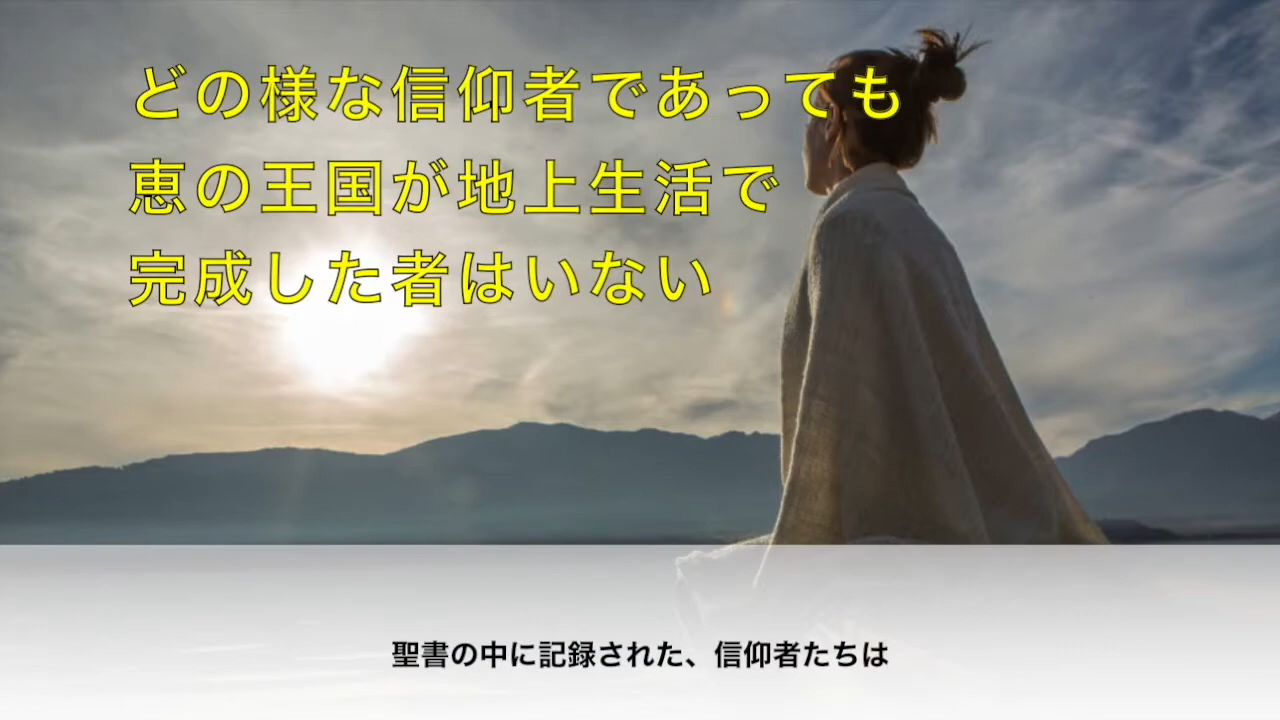 どの様な信仰者であっても
恵の王国が地上生活で
完成した者はいない
聖書の中に記録された、信仰者たちは